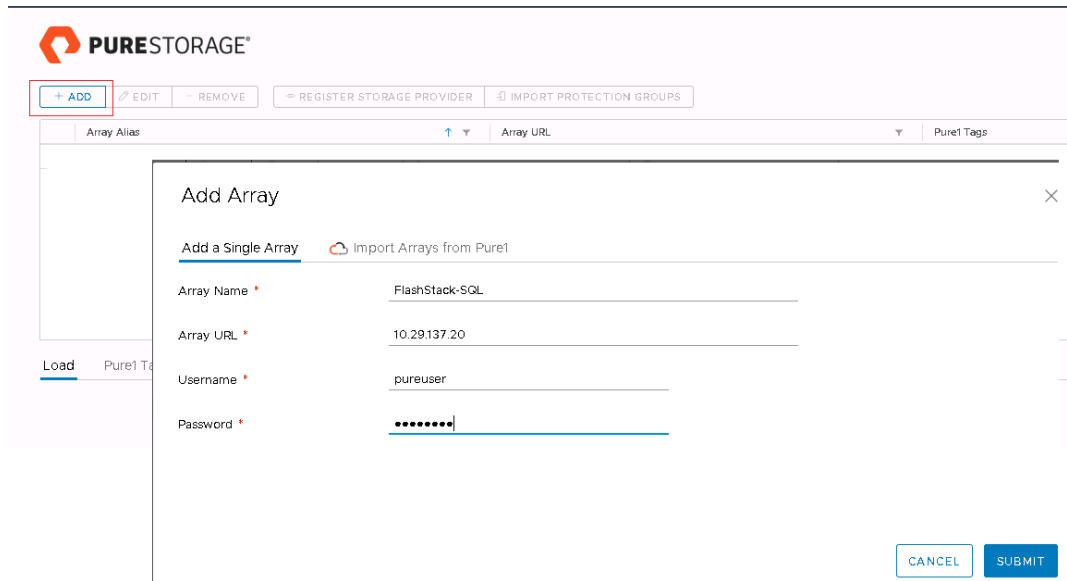 PURESTORAGE®
+ ADD EDIT - REMOVE REGISTER STORAGE PROVIDER IMPORT PROTECTION GROUPS
Array Alias Array URL Pure1 Tags
Add Array
Add a Single Array Import Arrays from Pure1
Array Name * FlashStack-SQL
Array URL * 10.29.137.20
Load Pure1 Ta
Username * pureuser
Password * ••••••••
CANCEL SUBMIT